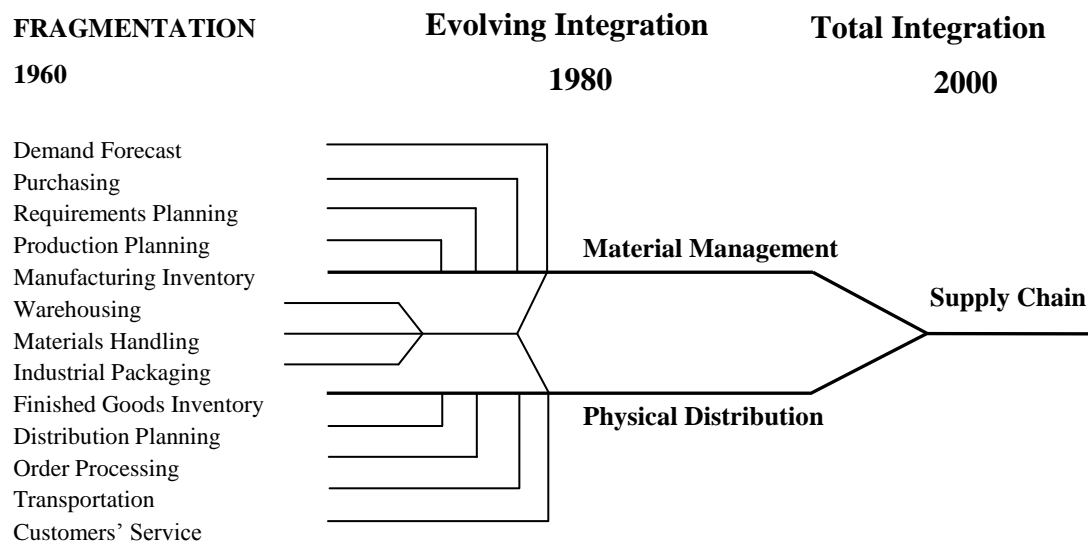 FRAGMENTATION
1960
Evolving Integration
1980
Total Integration
2000
Demand Forecast
Purchasing
Requirements Planning
Production Planning
Manufacturing Inventory
Warehousing
Materials Handling
Industrial Packaging
Finished Goods Inventory
Distribution Planning
Order Processing
Transportation
Customers’ Service
Material Management
Physical Distribution
Supply Chain